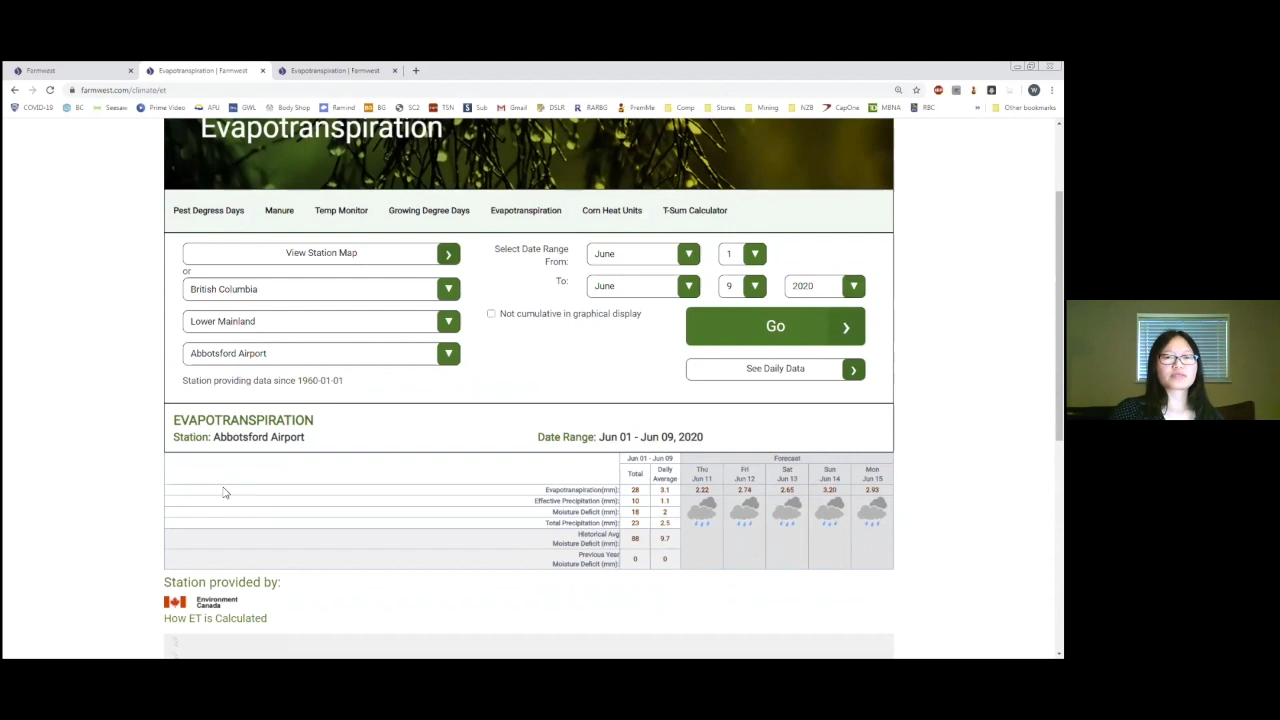 Farmwest
Evapotranspiration | Farmwest
Evapotranspiration | Farmwest
farmwest.com/climate/et
COVID-19 BC Seesaw Prime Video AFU GWL Body Shop Remind BG SC2 TSN Sub Gmail DSLR RARBG PremMe Comp Stores Mining NZB CapOne MBNA RBC » Other bookmarks
Evapotranspiration
Pest Degress Days Manure Temp Monitor Growing Degree Days Evapotranspiration Corn Heat Units T-Sum Calculator
View Station Map
or
British Columbia
Lower Mainland
Abbotsford Airport
Station providing data since 1960-01-01
Select Date Range
From: June 1
To: June 9 2020
Not cumulative in graphical display
Go
See Daily Data
EVAPOTRANSPIRATION
Station: Abbotsford Airport Date Range: Jun 01 - Jun 09, 2020
Jun 01 - Jun 09 Forecast
Total Daily Average Thu Jun 11 Fri Jun 12 Sat Jun 13 Sun Jun 14 Mon Jun 15
Evapotranspiration(mm): 28 3.1 2.22 2.74 2.65 3.20 2.93
Effective Precipitation (mm): 10 1.1
Moisture Deficit (mm): 18 2
Total Precipitation (mm): 23 2.5
Historical Avg
Moisture Deficit (mm): 88 9.7
Previous Year
Moisture Deficit (mm): 0 0
Station provided by:
Environment
Canada
How ET is Calculated